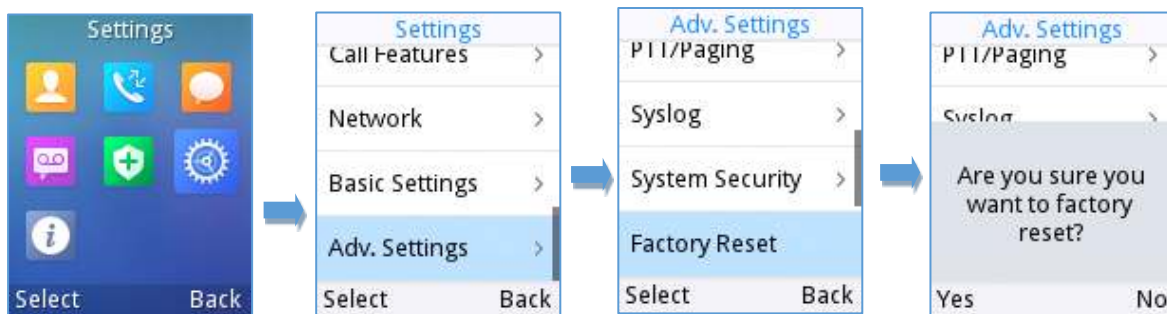 Settings
Select Back
Settings
Call Features
Network
Basic Settings
Adv. Settings
Select Back
Adv. Settings
PTT/Paging
Syslog
System Security
Factory Reset
Select Back
Adv. Settings
PTT/Paging
Syslog
Are you sure you
want to factory
reset?
Yes No